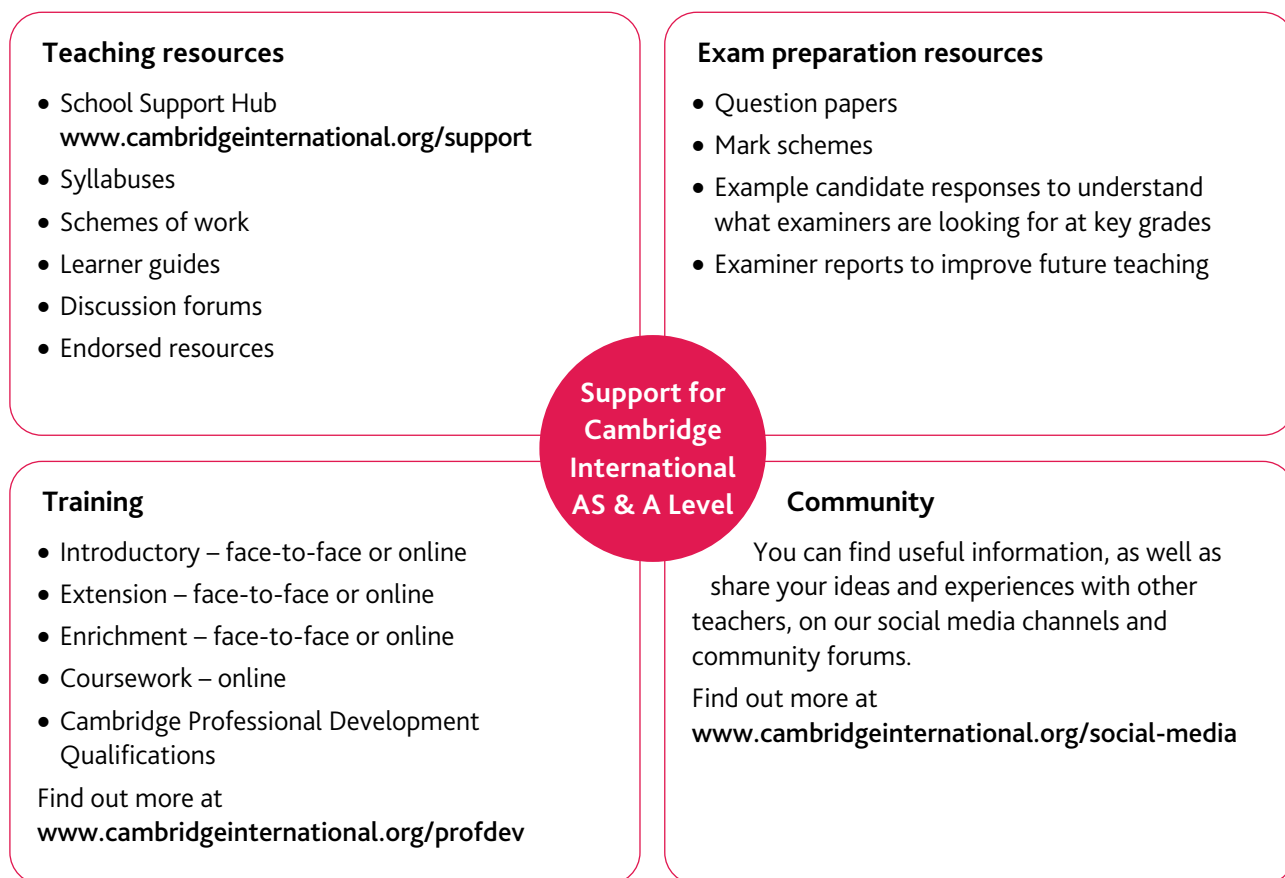 Teaching resources
• School Support Hub
www.cambridgeinternational.org/support
• Syllabuses
• Schemes of work
• Learner guides
• Discussion forums
• Endorsed resources
Exam preparation resources
• Question papers
• Mark schemes
• Example candidate responses to understand
what examiners are looking for at key grades
• Examiner reports to improve future teaching
Support for
Cambridge
International
AS & A Level
Training
• Introductory – face-to-face or online
• Extension – face-to-face or online
• Enrichment – face-to-face or online
• Coursework – online
• Cambridge Professional Development
Qualifications
Find out more at
www.cambridgeinternational.org/profdev
Community
You can find useful information, as well as
share your ideas and experiences with other
teachers, on our social media channels and
community forums.
Find out more at
www.cambridgeinternational.org/social-media